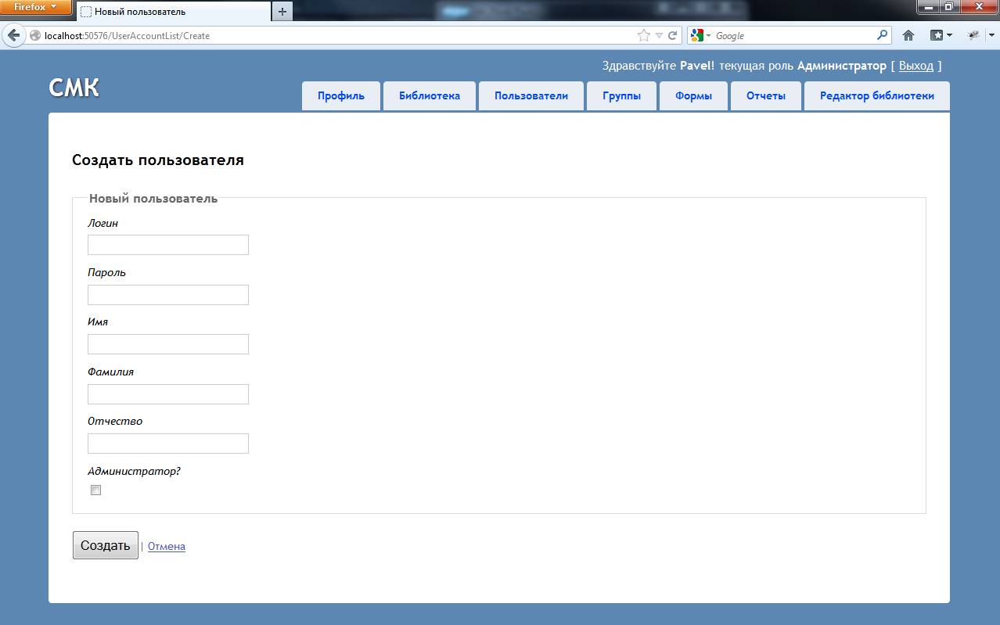 Firefox
Новый пользователь
localhost:50576/UserAccountList/Create
Google
Здравствуйте Pavel! текущая роль Администратор [ Выход ]
СМК
Профиль Библиотека Пользователи Группы Формы Отчеты Редактор библиотеки
Создать пользователя
Новый пользователь
Логин
Пароль
Имя
Фамилия
Отчество
Администратор?
Создать | Отмена